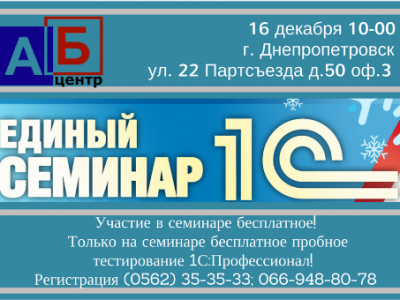 АБ
центр
16 декабря 10-00
г. Днепропетровск
ул. 22 Партсъезда д.50 оф.3
ЕДИНЫЙ
СЕМИНАР 1С
Участие в семинаре бесплатное!
Только на семинаре бесплатное пробное
тестирование 1С:Профессионал!
Регистрация (0562) 35-35-33; 066-948-80-78